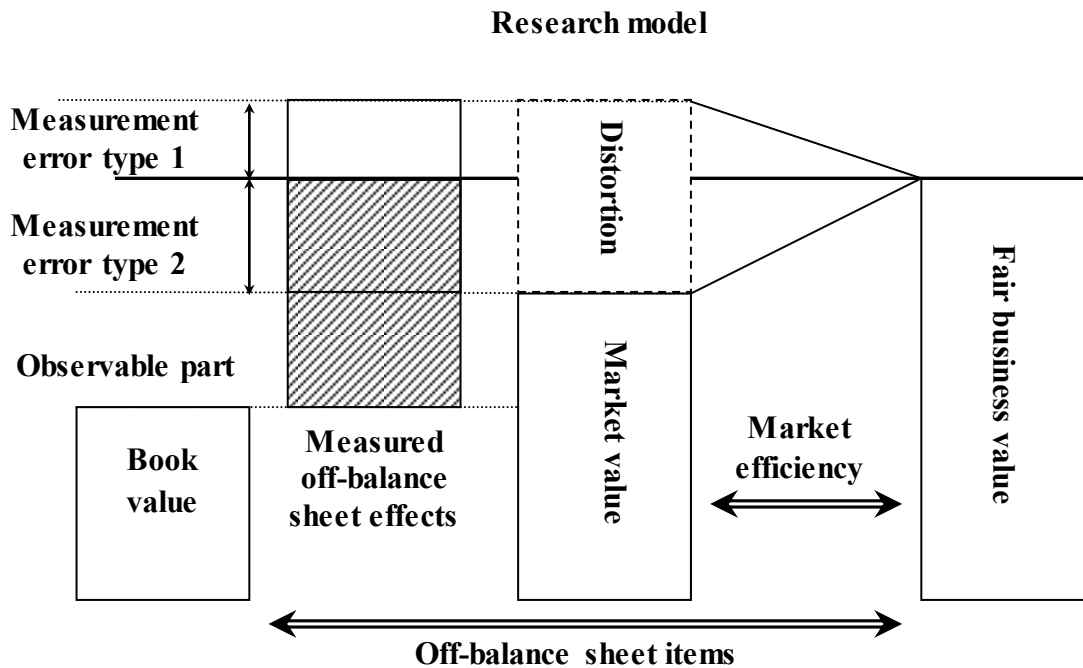 Research model
Measurement
error type 1
Measurement
error type 2
Observable part
Book
value
Measured
off-balance
sheet effects
Distortion
Market value
Market
efficiency
Fair business value
Off-balance sheet items